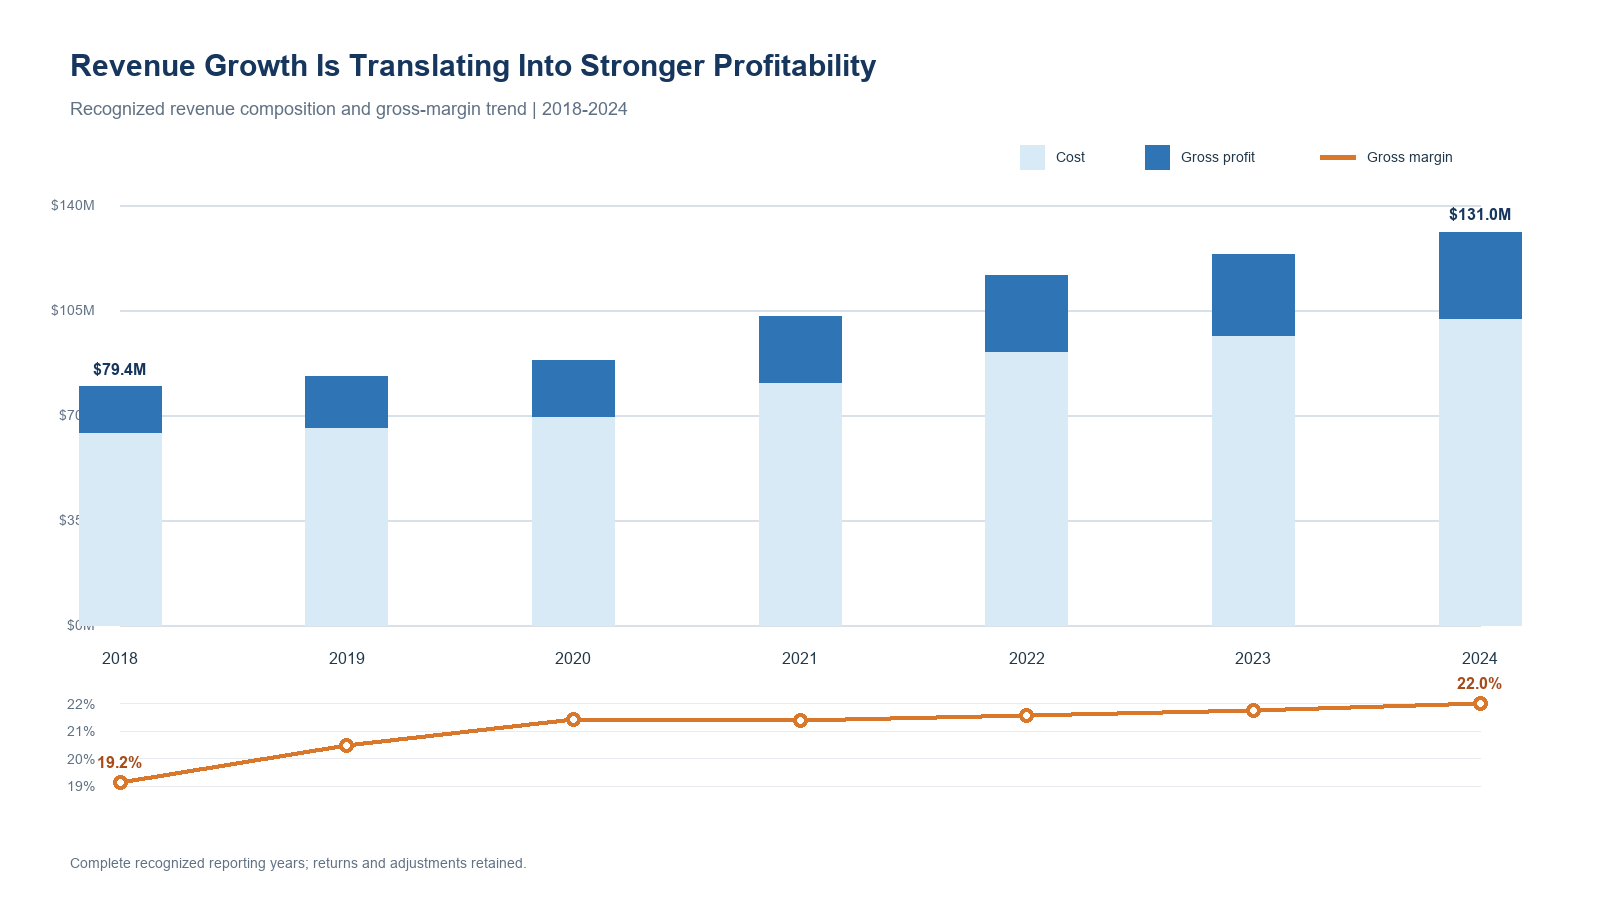 Revenue Growth Is Translating Into Stronger Profitability
Recognized revenue composition and gross-margin trend | 2018-2024
Cost Gross profit Gross margin
$140M
$131.0M
$105M
$79.4M
$70
$35
2018 2019 2020 2021 2022 2023 2024
22.0%
22%
21%
20% 19.2%
19%
Complete recognized reporting years; returns and adjustments retained.